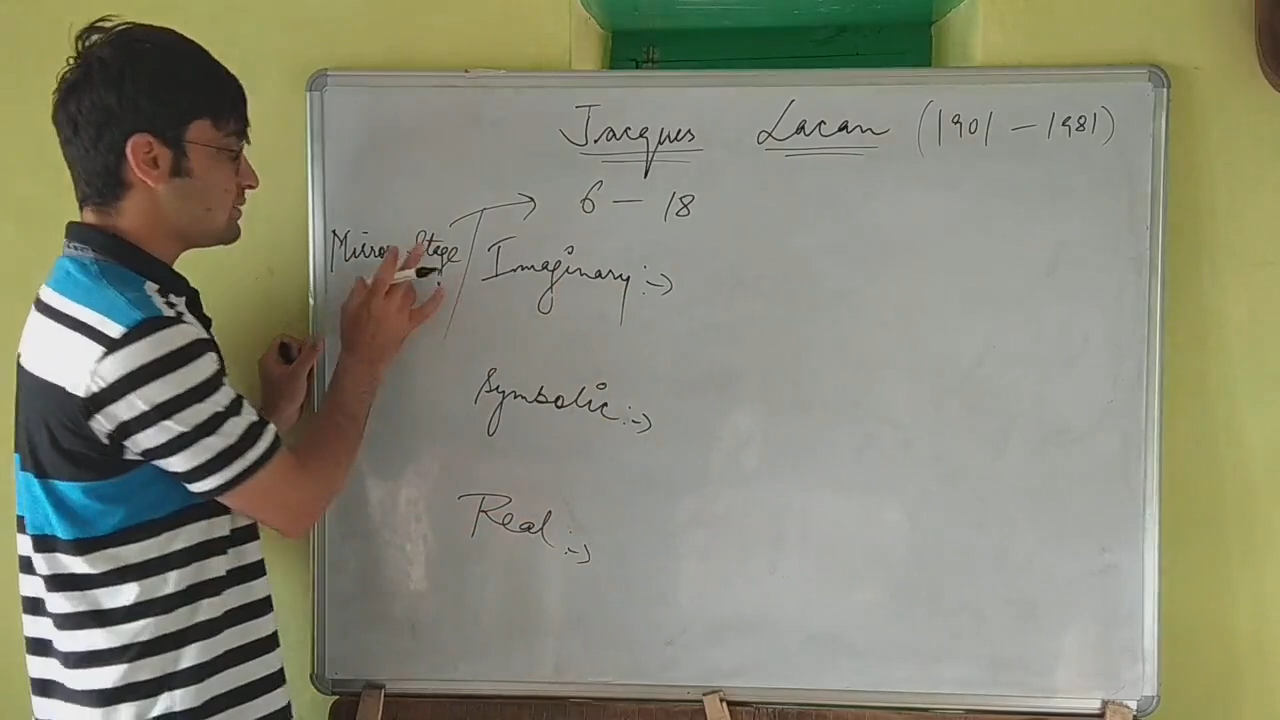 Jacques Lacan (1901 - 1981)
6 - 18
Mirror Stage
Imaginary :->
Symbolic :->
Real :->